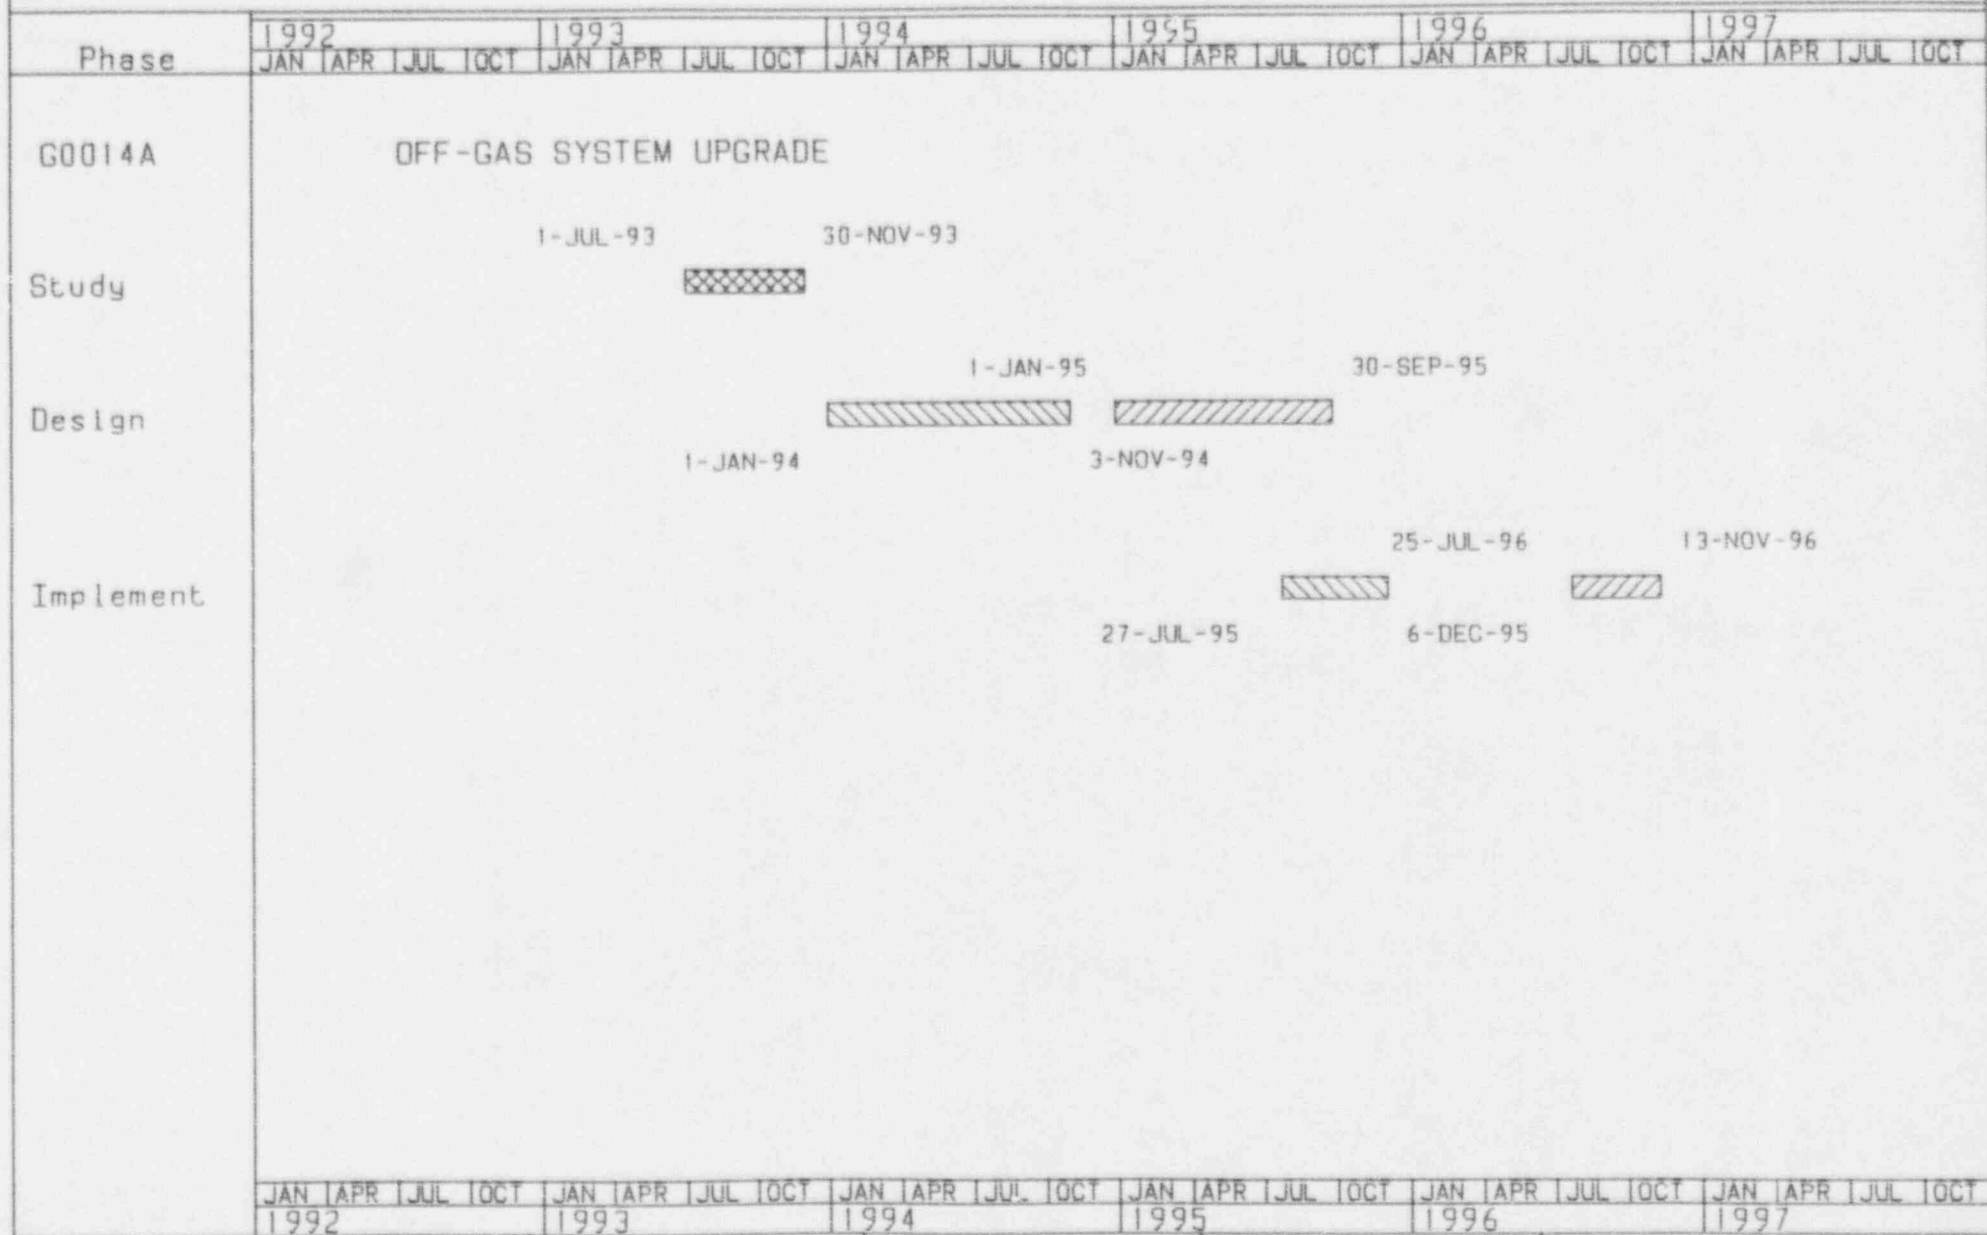 Phase
1992 1993 1994 1995 1996 1997
JAN APR JUL OCT JAN APR JUL OCT JAN APR JUL OCT JAN APR JUL OCT JAN APR JUL OCT JAN APR JUL OCT
G0014A OFF-GAS SYSTEM UPGRADE
1-JUL-93 30-NOV-93
Study
1-JAN-95 30-SEP-95
Design
1-JAN-94 3-NOV-94
25-JUL-96 13-NOV-96
Implement
27-JUL-95 6-DEC-95
JAN APR JUL OCT JAN APR JUL OCT JAN APR JUL OCT JAN APR JUL OCT JAN APR JUL OCT JAN APR JUL OCT
1992 1993 1994 1995 1996 1997